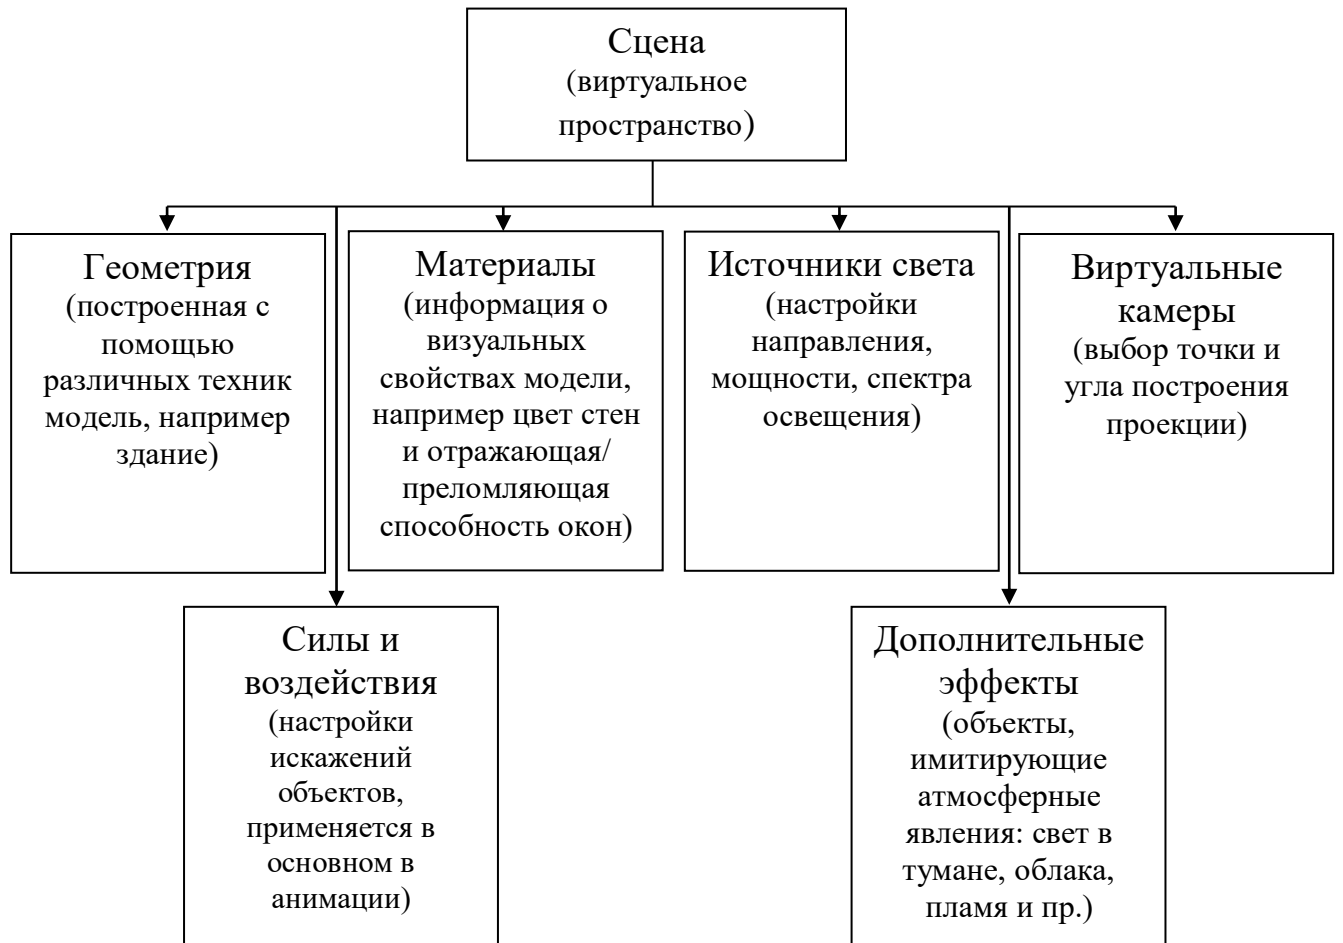 Сцена
(виртуальное
пространство)
Геометрия
(построенная с
помощью
различных техник
модель, например
здание)
Материалы
(информация о
визуальных
свойствах модели,
например цвет стен
и отражающая/
преломляющая
способность окон)
Источники света
(настройки
направления,
мощности, спектра
освещения)
Виртуальные
камеры
(выбор точки и
угла построения
проекции)
Силы и
воздействия
(настройки
искажений
объектов,
применяется в
основном в
анимации)
Дополнительные
эффекты
(объекты,
имитирующие
атмосферные
явления: свет в
тумане, облака,
пламя и пр.)